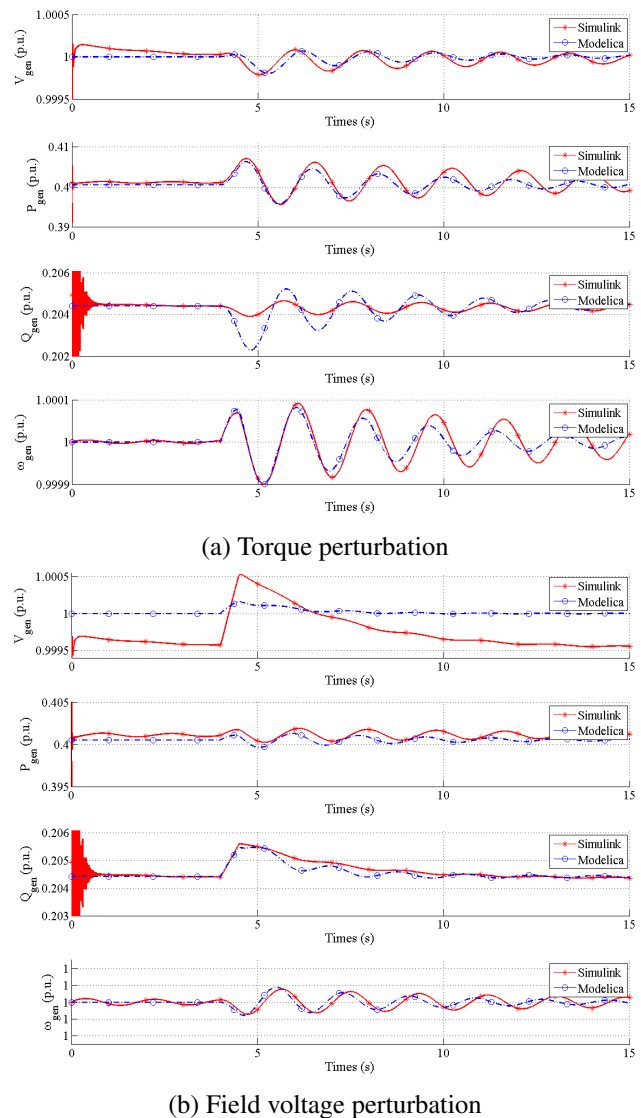 1.0005
1
0.9995
V_gen (p.u.)
Simulink
Modelica
0 5 10 15
Times (s)
0.41
0.4
0.39
P_gen (p.u.)
Simulink
Modelica
0 5 10 15
Times (s)
0.206
0.204
0.202
Q_gen (p.u.)
Simulink
Modelica
0 5 10 15
Times (s)
1.0001
1
0.9999
ω_gen (p.u.)
Simulink
Modelica
0 5 10 15
Times (s)
(a) Torque perturbation
1.0005
1
0.9995
V_gen (p.u.)
Simulink
Modelica
0 5 10 15
Times (s)
0.405
0.4
0.395
P_gen (p.u.)
Simulink
Modelica
0 5 10 15
Times (s)
0.206
0.205
0.204
0.203
Q_gen (p.u.)
Simulink
Modelica
0 5 10 15
Times (s)
1
1
1
1
1
ω_gen (p.u.)
Simulink
Modelica
0 5 10 15
Times (s)
(b) Field voltage perturbation